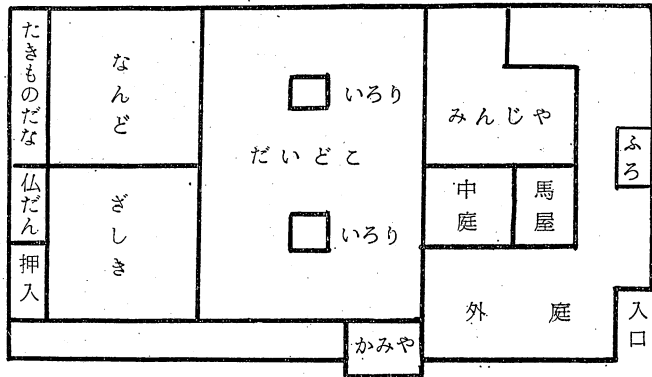 たきものだな
なんど
いろり
みんじや
だいどこ
ふろ
仏だん
ざしき
中庭
馬屋
いろり
押入
外庭
入口
かみや